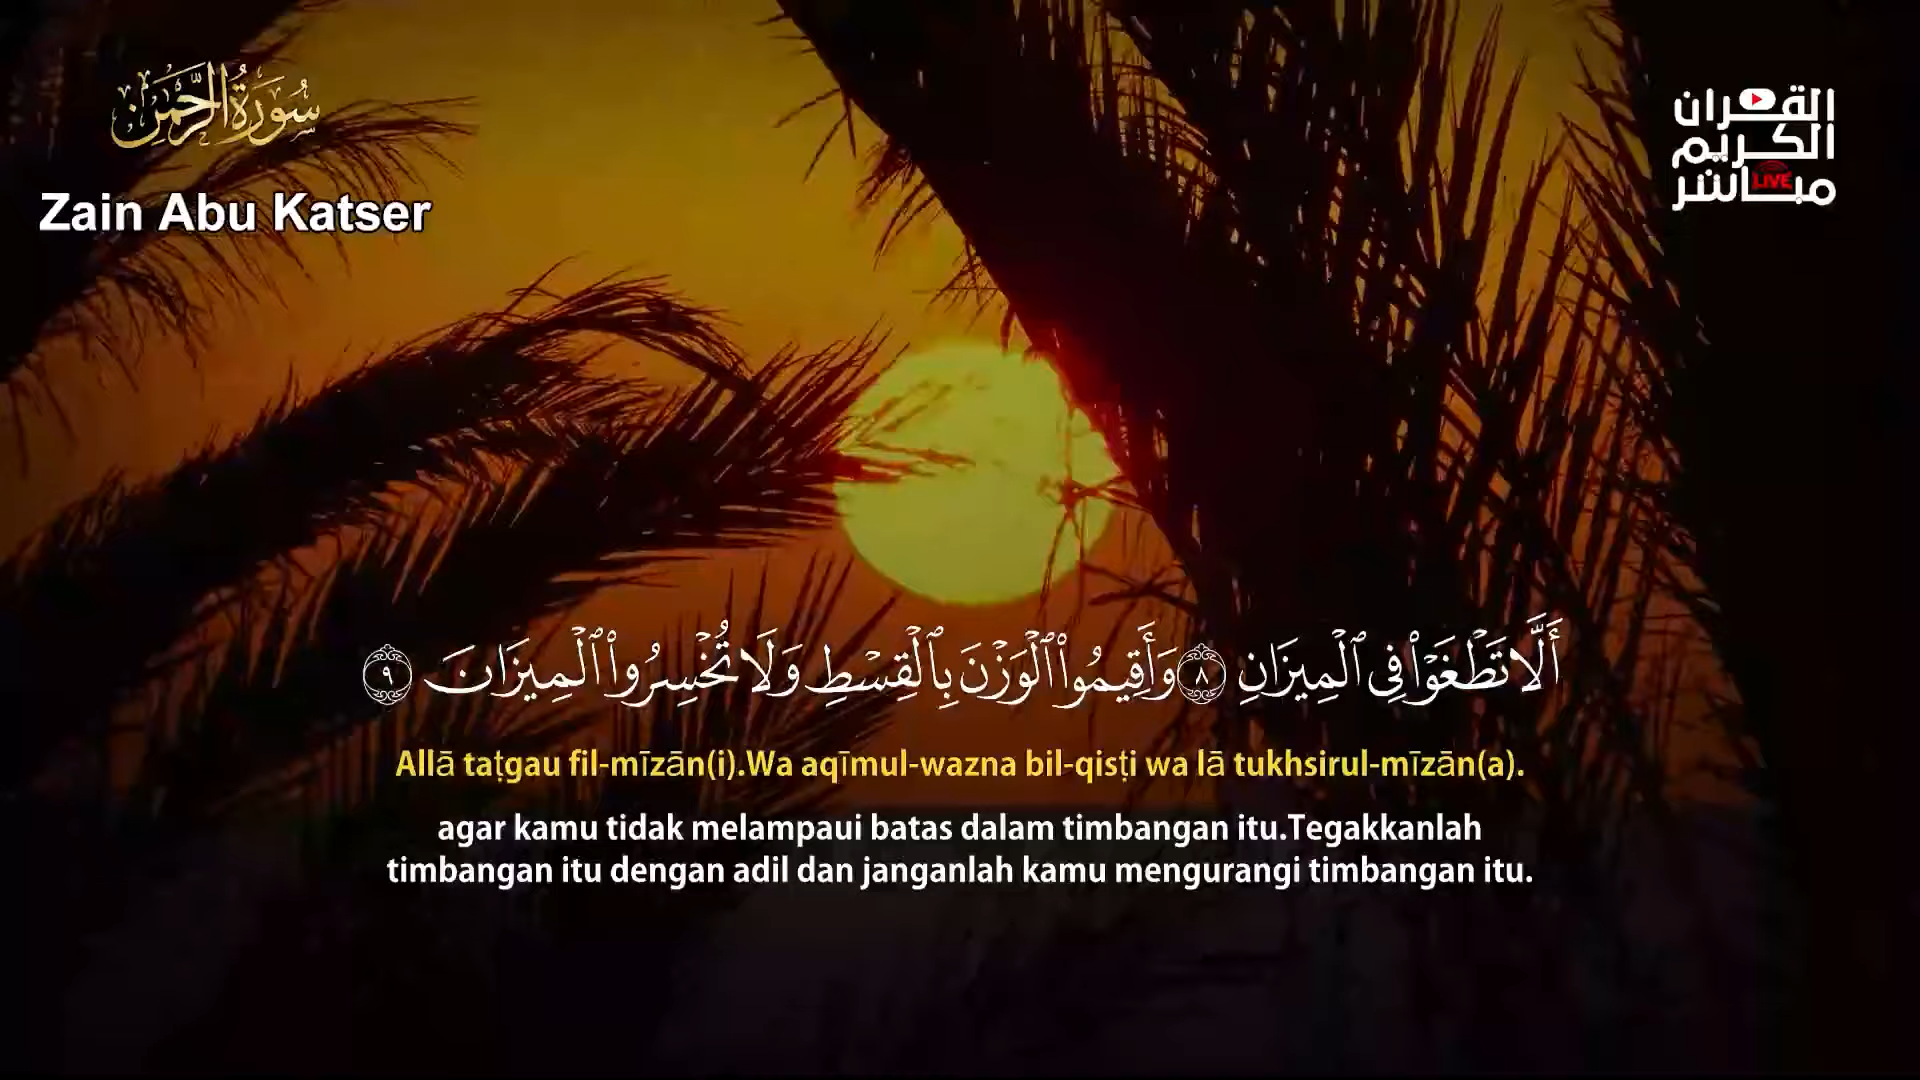 سُورَةُ الرَّحْمَٰن
Zain Abu Katser
القران
الكريم
مباشر
LIVE
أَلَّا تَطْغَوْا۟ فِى ٱلْمِيزَانِ ٨ وَأَقِيمُوا۟ ٱلْوَزْنَ بِٱلْقِسْطِ وَلَا تُخْسِرُوا۟ ٱلْمِيزَانَ ٩
Allā taṭgau fil-mīzān(i).Wa aqīmul-wazna bil-qisṭi wa lā tukhsirul-mīzān(a).
agar kamu tidak melampaui batas dalam timbangan itu.Tegakkanlah
timbangan itu dengan adil dan janganlah kamu mengurangi timbangan itu.